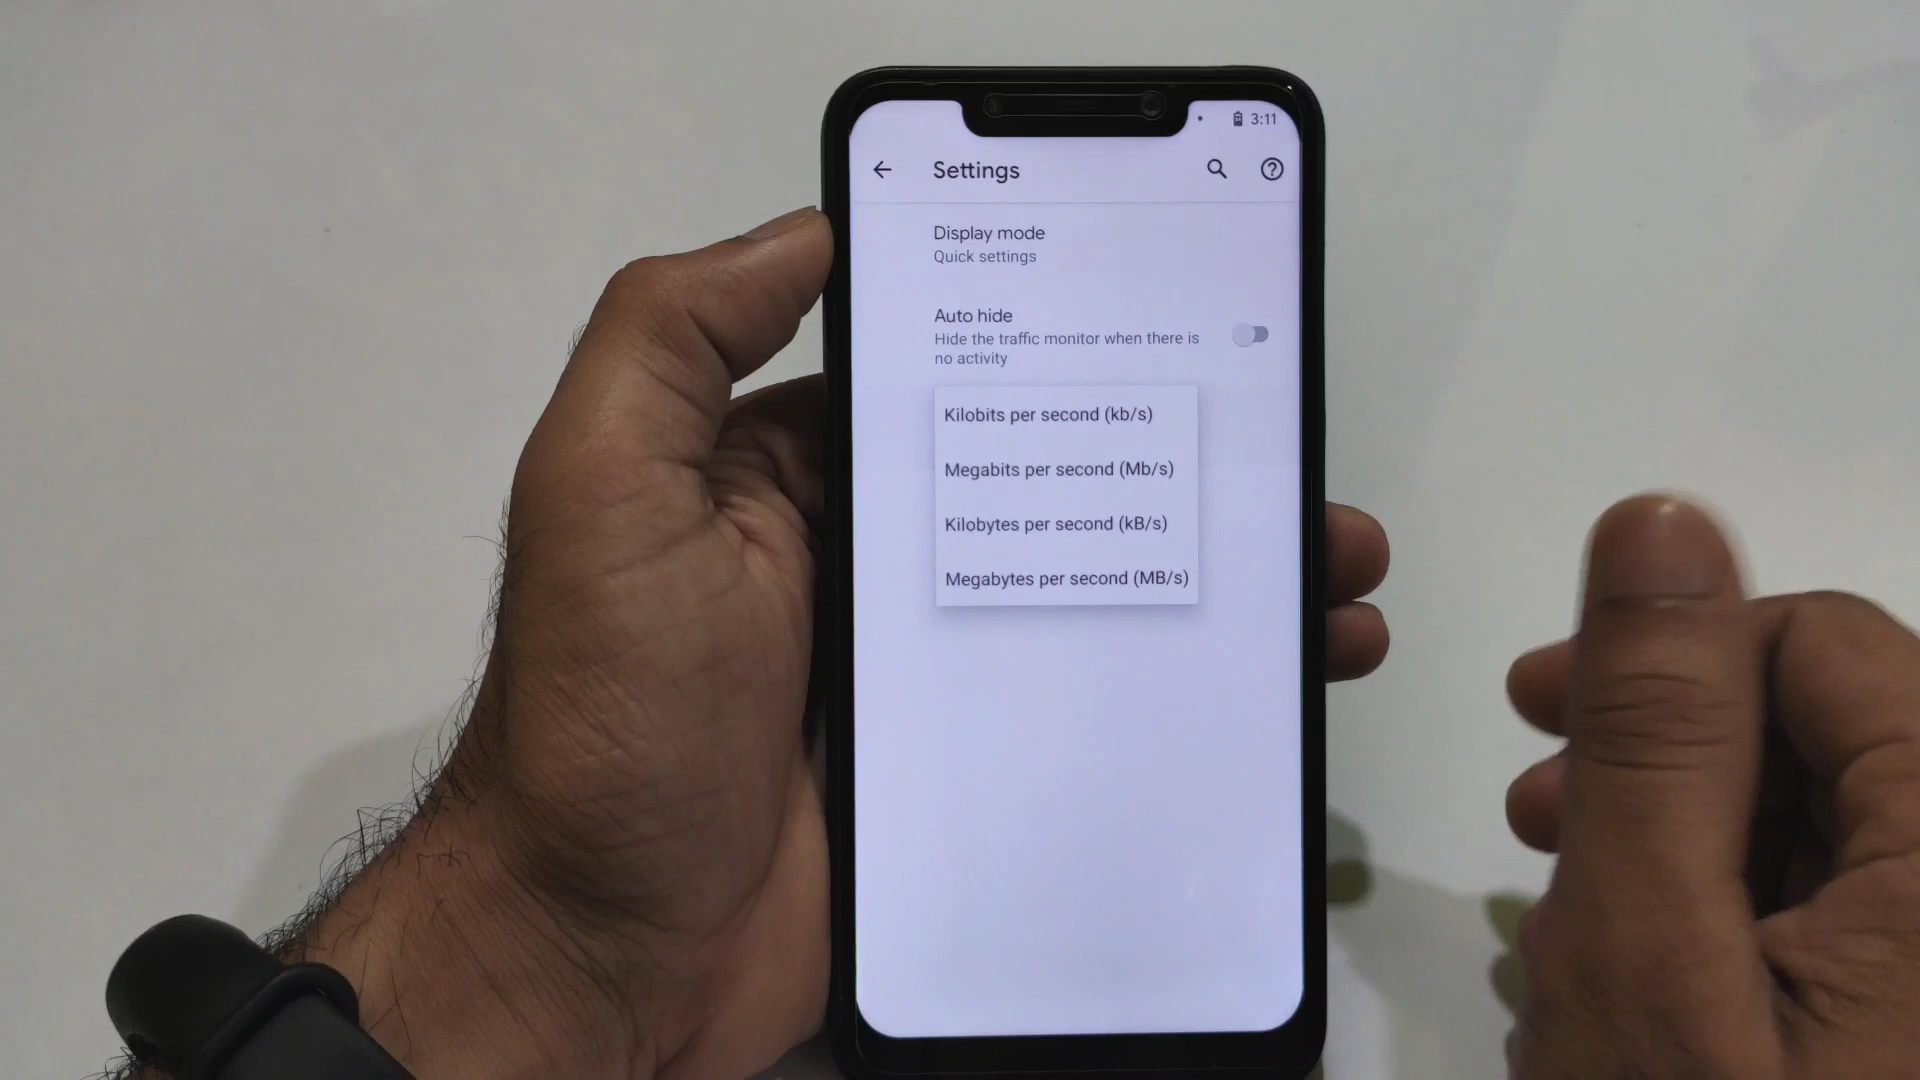 3:11
Settings
Display mode
Quick settings
Auto hide
Hide the traffic monitor when there is
no activity
Kilobits per second (kb/s)
Megabits per second (Mb/s)
Kilobytes per second (kB/s)
Megabytes per second (MB/s)